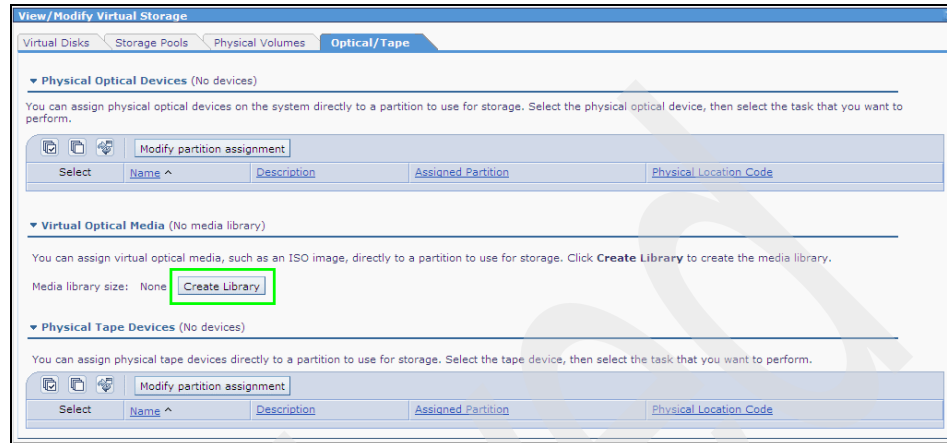 View/Modify Virtual Storage
Virtual Disks Storage Pools Physical Volumes Optical/Tape
Physical Optical Devices (No devices)
You can assign physical optical devices on the system directly to a partition to use for storage. Select the physical optical device, then select the task that you want to
perform.
Modify partition assignment
Select Name ^ Description Assigned Partition Physical Location Code
Virtual Optical Media (No media library)
You can assign virtual optical media, such as an ISO image, directly to a partition to use for storage. Click Create Library to create the media library.
Media library size: None Create Library
Physical Tape Devices (No devices)
You can assign physical tape devices directly to a partition to use for storage. Select the tape device, then select the task that you want to perform.
Modify partition assignment
Select Name ^ Description Assigned Partition Physical Location Code